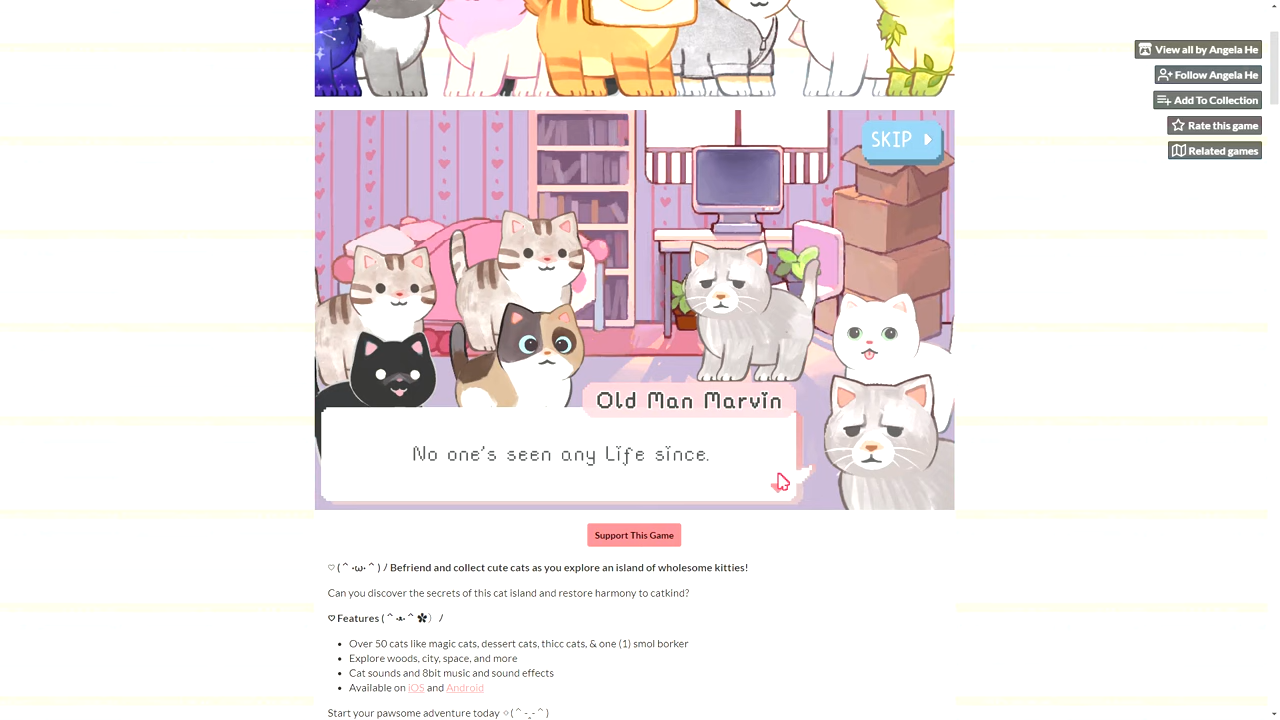 View all by Angela He
Follow Angela He
Add To Collection
Rate this game
Related games
SKIP
Old Man Marvin
No one's seen any Life since.
Support This Game
♡ ( ^ ·ω· ^ ) / Befriend and collect cute cats as you explore an island of wholesome kitties!
Can you discover the secrets of this cat island and restore harmony to catkind?
♡ Features ( ^ ·ᴥ· ^ ✿) /
• Over 50 cats like magic cats, dessert cats, thicc cats, & one (1) smol borker
• Explore woods, city, space, and more
• Cat sounds and 8bit music and sound effects
• Available on iOS and Android
Start your pawsome adventure today ✧( ^ -‸- ^ )